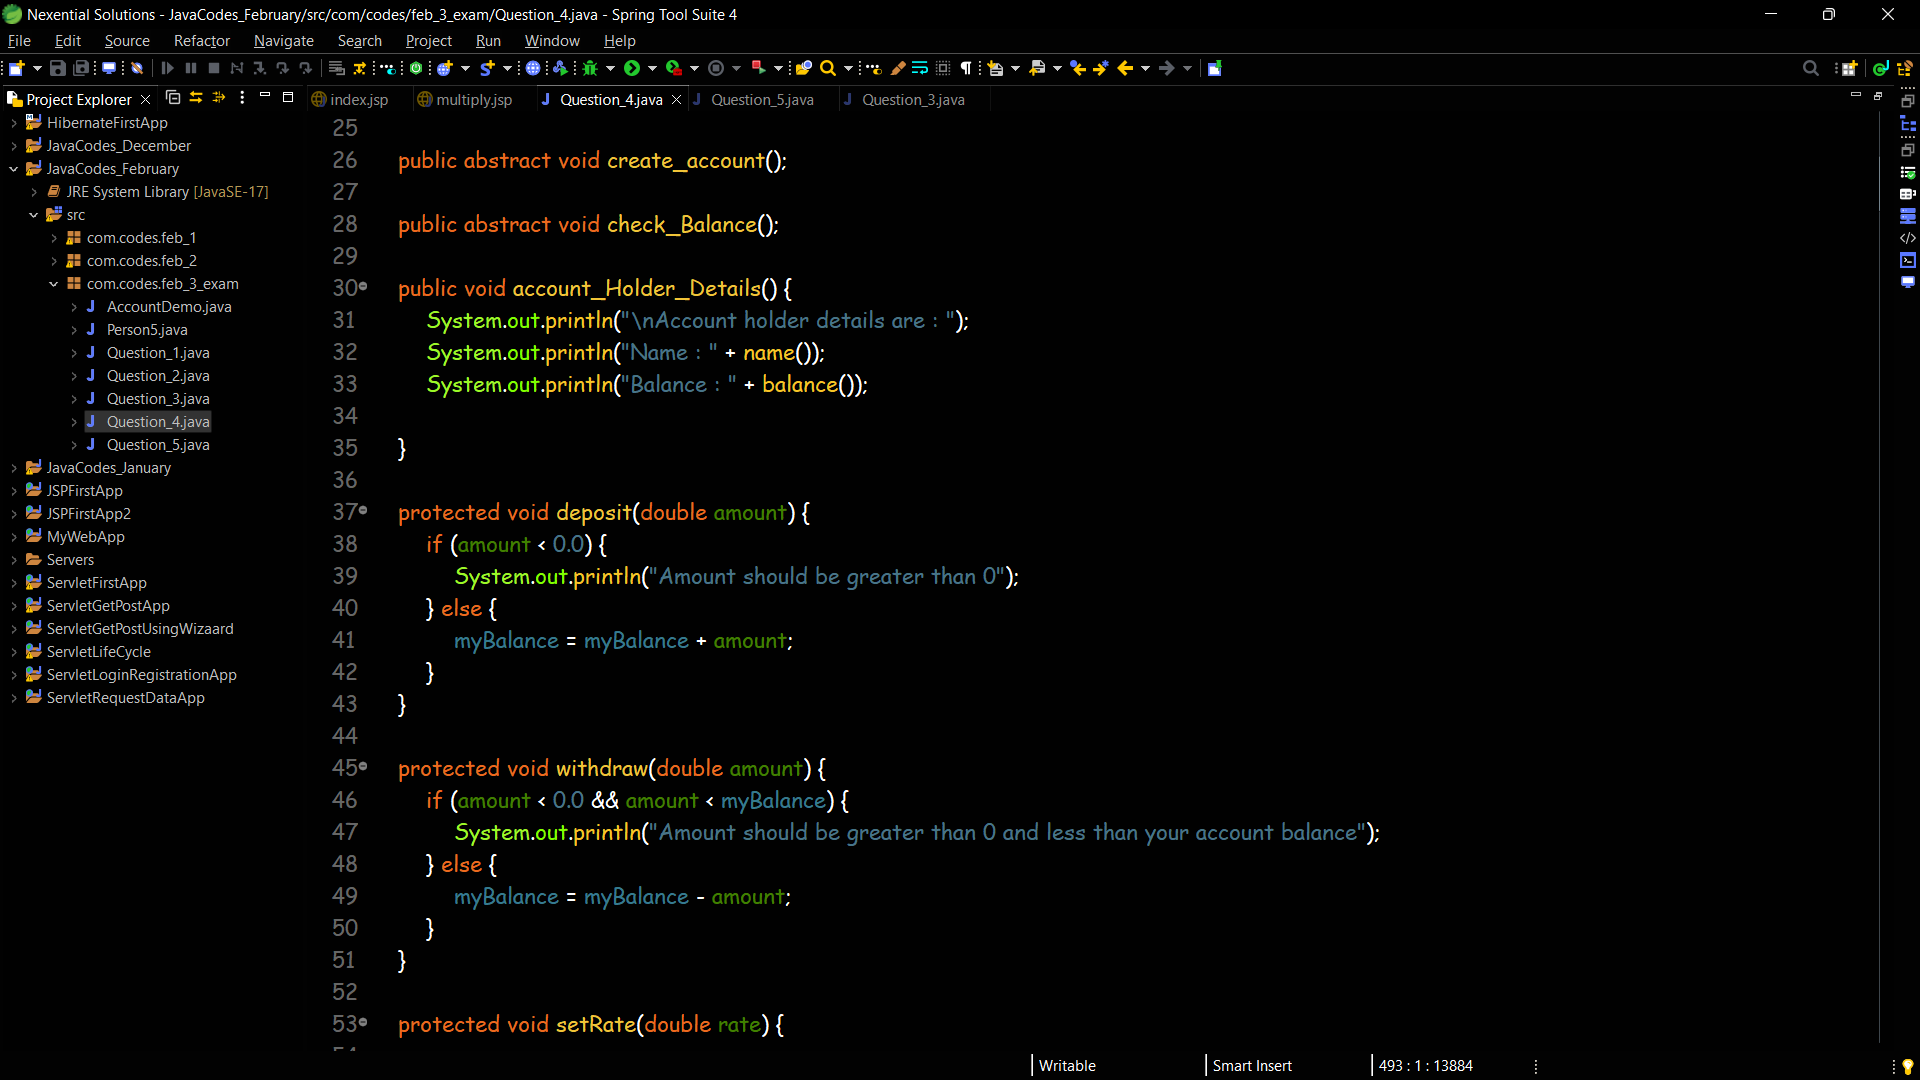 Nexential Solutions - JavaCodes_February/src/com/codes/feb_3_exam/Question_4.java - Spring Tool Suite 4
File Edit Source Refactor Navigate Search Project Run Window Help
Project Explorer
index.jsp
multiply.jsp
Question_4.java
Question_5.java
Question_3.java
HibernateFirstApp
JavaCodes_December
JavaCodes_February
JRE System Library [JavaSE-17]
src
com.codes.feb_1
com.codes.feb_2
com.codes.feb_3_exam
AccountDemo.java
Person5.java
Question_1.java
Question_2.java
Question_3.java
Question_4.java
Question_5.java
JavaCodes_January
JSPFirstApp
JSPFirstApp2
MyWebApp
Servers
ServletFirstApp
ServletGetPostApp
ServletGetPostUsingWizaard
ServletLifeCycle
ServletLoginRegistrationApp
ServletRequestDataApp
25
26 public abstract void create_account();
27
28 public abstract void check_Balance();
29
30 public void account_Holder_Details() {
31 System.out.println("\nAccount holder details are : ");
32 System.out.println("Name : " + name());
33 System.out.println("Balance : " + balance());
34
35 }
36
37 protected void deposit(double amount) {
38 if (amount < 0.0) {
39 System.out.println("Amount should be greater than 0");
40 } else {
41 myBalance = myBalance + amount;
42 }
43 }
44
45 protected void withdraw(double amount) {
46 if (amount < 0.0 && amount < myBalance) {
47 System.out.println("Amount should be greater than 0 and less than your account balance");
48 } else {
49 myBalance = myBalance - amount;
50 }
51 }
52
53 protected void setRate(double rate) {
Writable
Smart Insert
493 : 1 : 13884